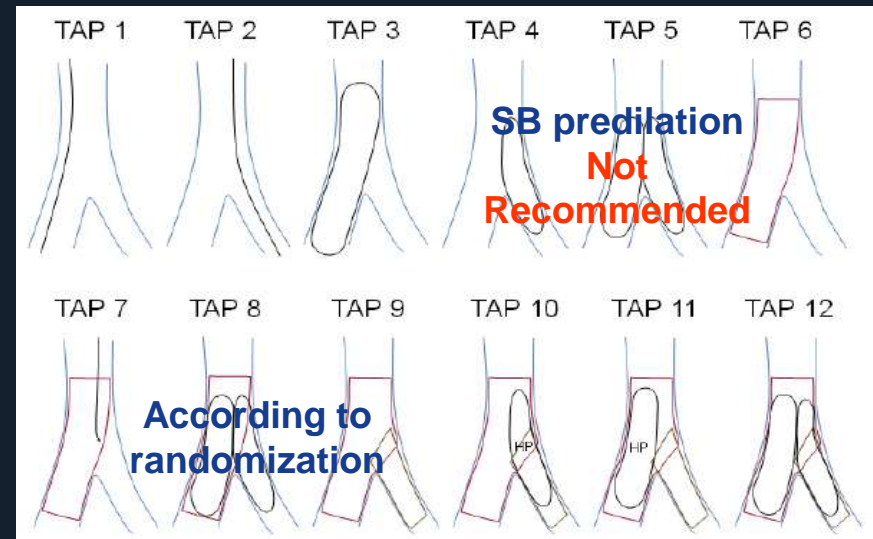 TAP 1 TAP 2 TAP 3 TAP 4 TAP 5 TAP 6
SB predilation
Not
Recommended
TAP 7 TAP 8 TAP 9 TAP 10 TAP 11 TAP 12
According to
randomization
HP HP